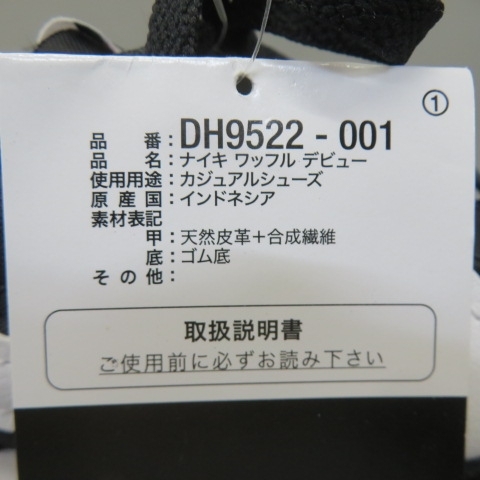 ①
品番：DH9522 - 001
品名：ナイキ ワッフル デビュー
使用用途：カジュアルシューズ
原産国：インドネシア
素材表記
甲：天然皮革＋合成繊維
底：ゴム底
その他：
取扱説明書
ご使用前に必ずお読み下さい